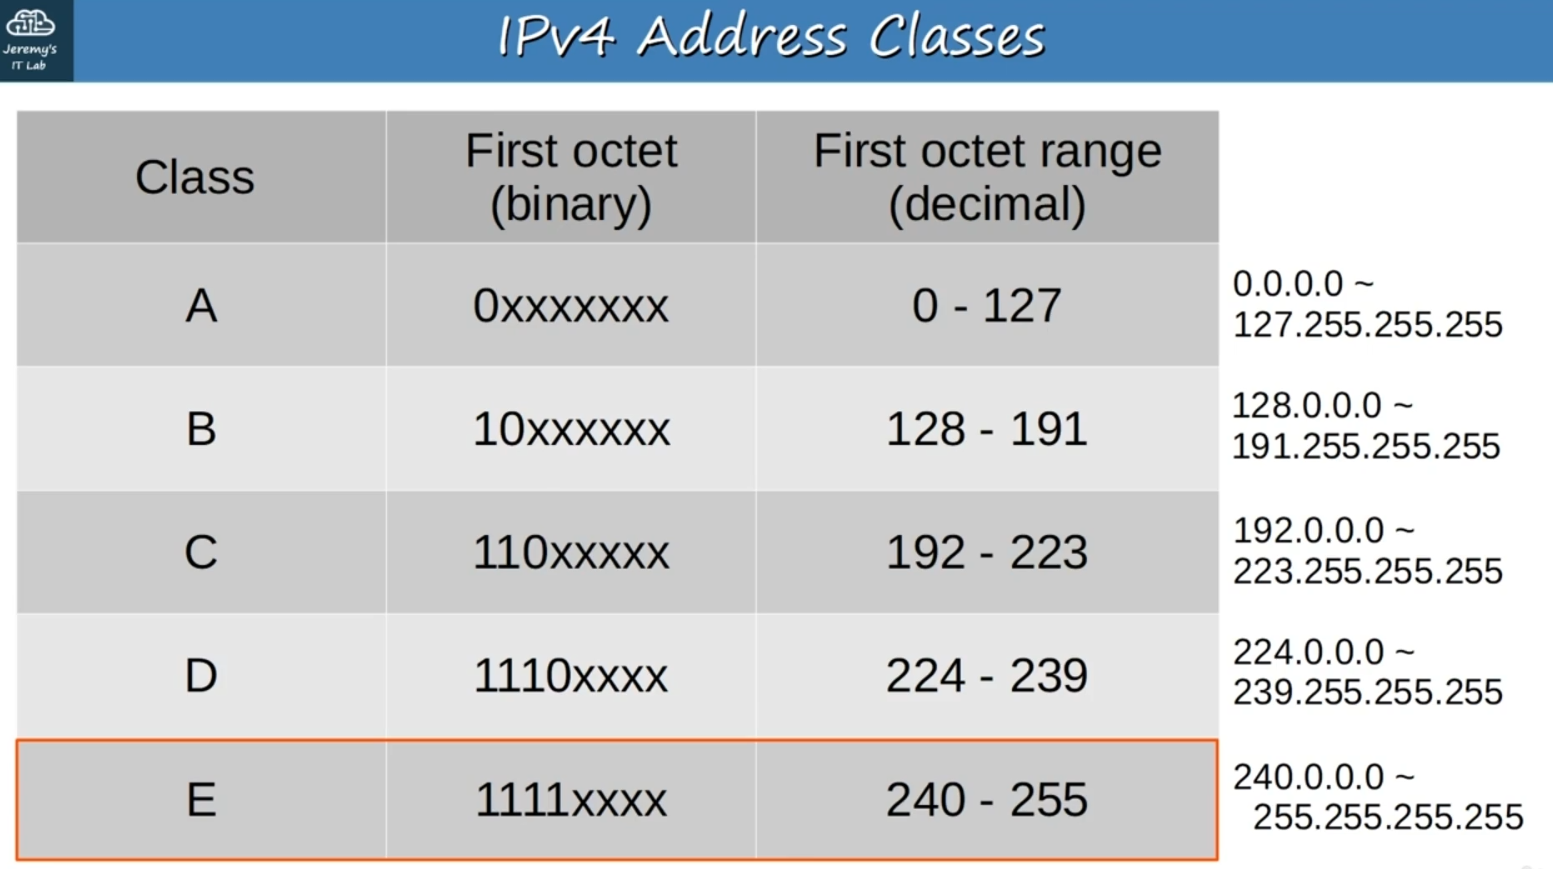 Jeremy's
IT Lab
IPv4 Address Classes
Class
First octet
(binary)
First octet range
(decimal)
A
0xxxxxxx
0 - 127
0.0.0.0 ~
127.255.255.255
B
10xxxxxx
128 - 191
128.0.0.0 ~
191.255.255.255
C
110xxxxx
192 - 223
192.0.0.0 ~
223.255.255.255
D
1110xxxx
224 - 239
224.0.0.0 ~
239.255.255.255
E
1111xxxx
240 - 255
240.0.0.0 ~
255.255.255.255